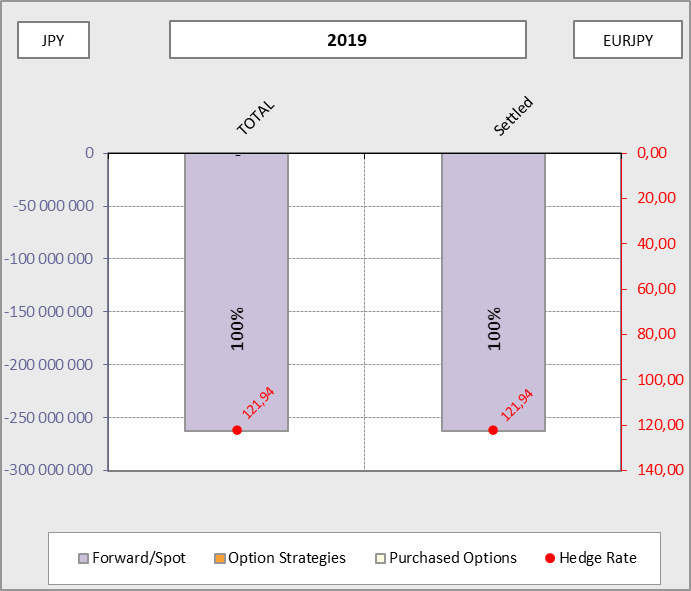 JPY
2019
EURJPY
TOTAL
Settled
0
-50 000 000
-100 000 000
-150 000 000
-200 000 000
-250 000 000
-300 000 000
-
100%
121,94
100%
121,94
0,00
20,00
40,00
60,00
80,00
100,00
120,00
140,00
Forward/Spot
Option Strategies
Purchased Options
Hedge Rate